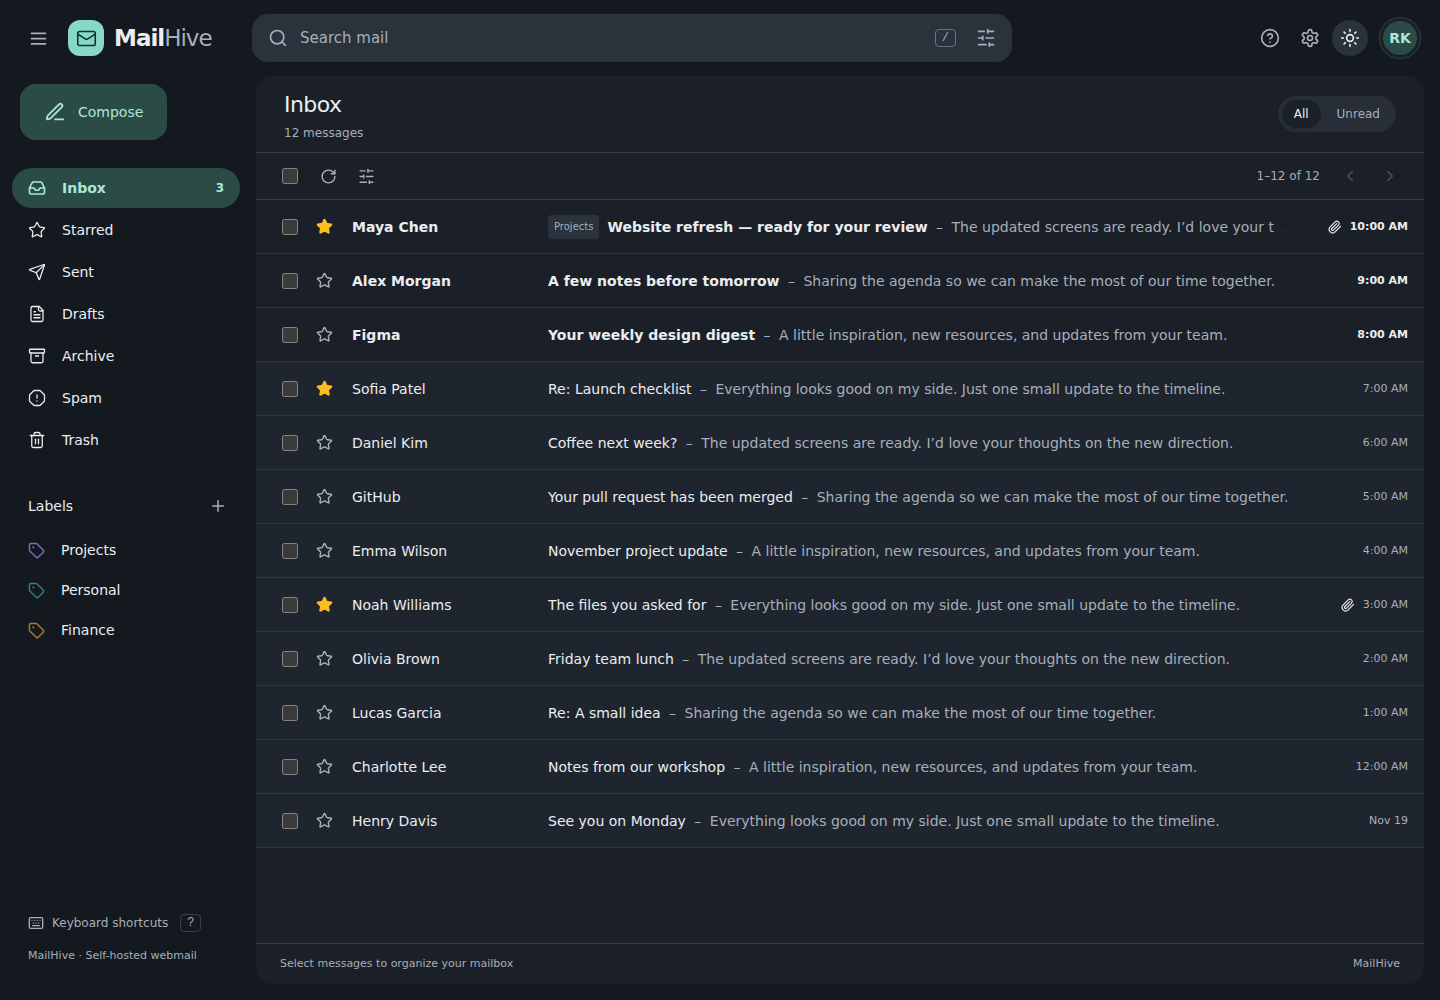 MailHive
Search mail /
RK
Compose
Inbox
12 messages
All Unread
Inbox 3
Starred
Sent
Drafts
Archive
Spam
Trash
Labels
Projects
Personal
Finance
Keyboard shortcuts ?
MailHive · Self-hosted webmail
1–12 of 12
Maya Chen Projects Website refresh — ready for your review – The updated screens are ready. I’d love your t 10:00 AM
Alex Morgan A few notes before tomorrow – Sharing the agenda so we can make the most of our time together. 9:00 AM
Figma Your weekly design digest – A little inspiration, new resources, and updates from your team. 8:00 AM
Sofia Patel Re: Launch checklist – Everything looks good on my side. Just one small update to the timeline. 7:00 AM
Daniel Kim Coffee next week? – The updated screens are ready. I’d love your thoughts on the new direction. 6:00 AM
GitHub Your pull request has been merged – Sharing the agenda so we can make the most of our time together. 5:00 AM
Emma Wilson November project update – A little inspiration, new resources, and updates from your team. 4:00 AM
Noah Williams The files you asked for – Everything looks good on my side. Just one small update to the timeline. 3:00 AM
Olivia Brown Friday team lunch – The updated screens are ready. I’d love your thoughts on the new direction. 2:00 AM
Lucas Garcia Re: A small idea – Sharing the agenda so we can make the most of our time together. 1:00 AM
Charlotte Lee Notes from our workshop – A little inspiration, new resources, and updates from your team. 12:00 AM
Henry Davis See you on Monday – Everything looks good on my side. Just one small update to the timeline. Nov 19
Select messages to organize your mailbox MailHive